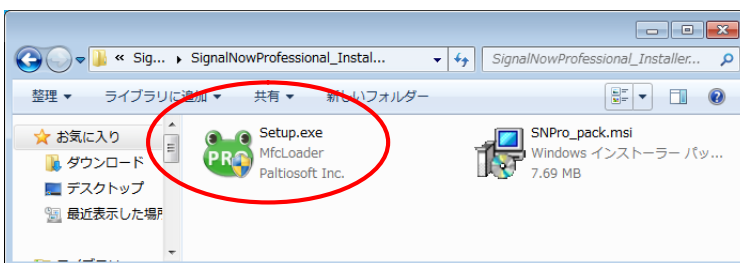 « Sig... ▸ SignalNowProfessional_Instal...
SignalNowProfessional_Installer...
整理 ▼ ライブラリに追加 ▼ 共有 ▼ 新しいフォルダー
お気に入り
ダウンロード
デスクトップ
最近表示した場所
PRO
Setup.exe
MfcLoader
Paltiosoft Inc.
SNPro_pack.msi
Windows インストーラー パッ...
7.69 MB